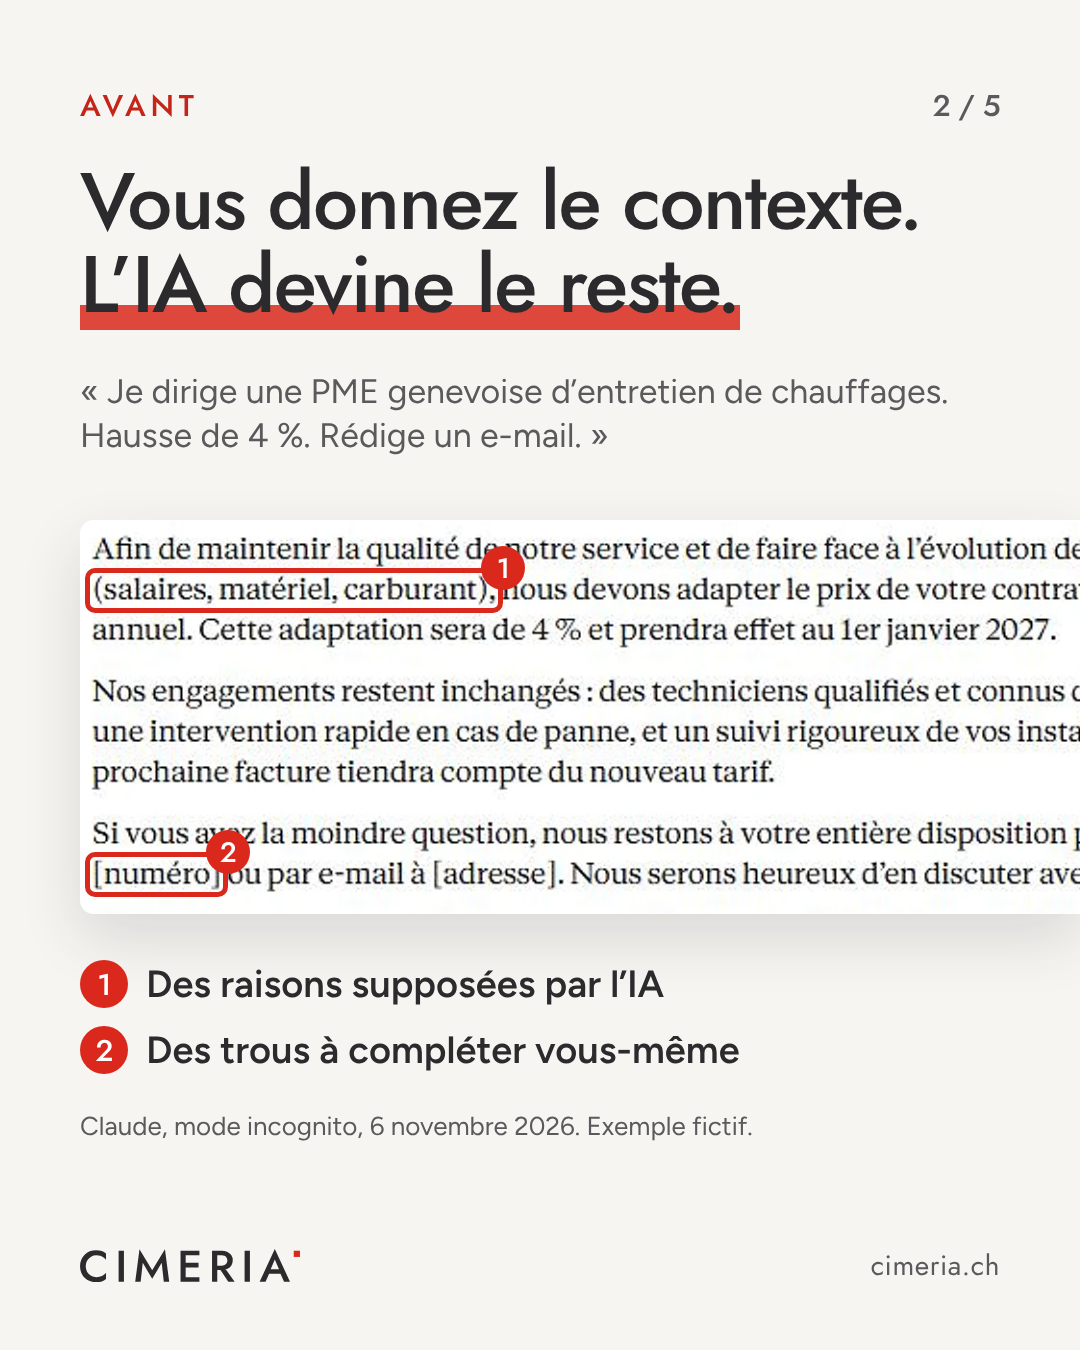 AVANT
2 / 5
Vous donnez le contexte.
L’IA devine le reste.
« Je dirige une PME genevoise d’entretien de chauffages.
Hausse de 4 %. Rédige un e-mail. »
Afin de maintenir la qualité de notre service et de faire face à l’évolution de
1
(salaires, matériel, carburant), nous devons adapter le prix de votre contra
annuel. Cette adaptation sera de 4 % et prendra effet au 1er janvier 2027.
Nos engagements restent inchangés : des techniciens qualifiés et connus
une intervention rapide en cas de panne, et un suivi rigoureux de vos insta
prochaine facture tiendra compte du nouveau tarif.
Si vous avez la moindre question, nous restons à votre entière disposition
2
[numéro] ou par e-mail à [adresse]. Nous serons heureux d’en discuter ave
1 Des raisons supposées par l’IA
2 Des trous à compléter vous-même
Claude, mode incognito, 6 novembre 2026. Exemple fictif.
CIMERIA
cimeria.ch